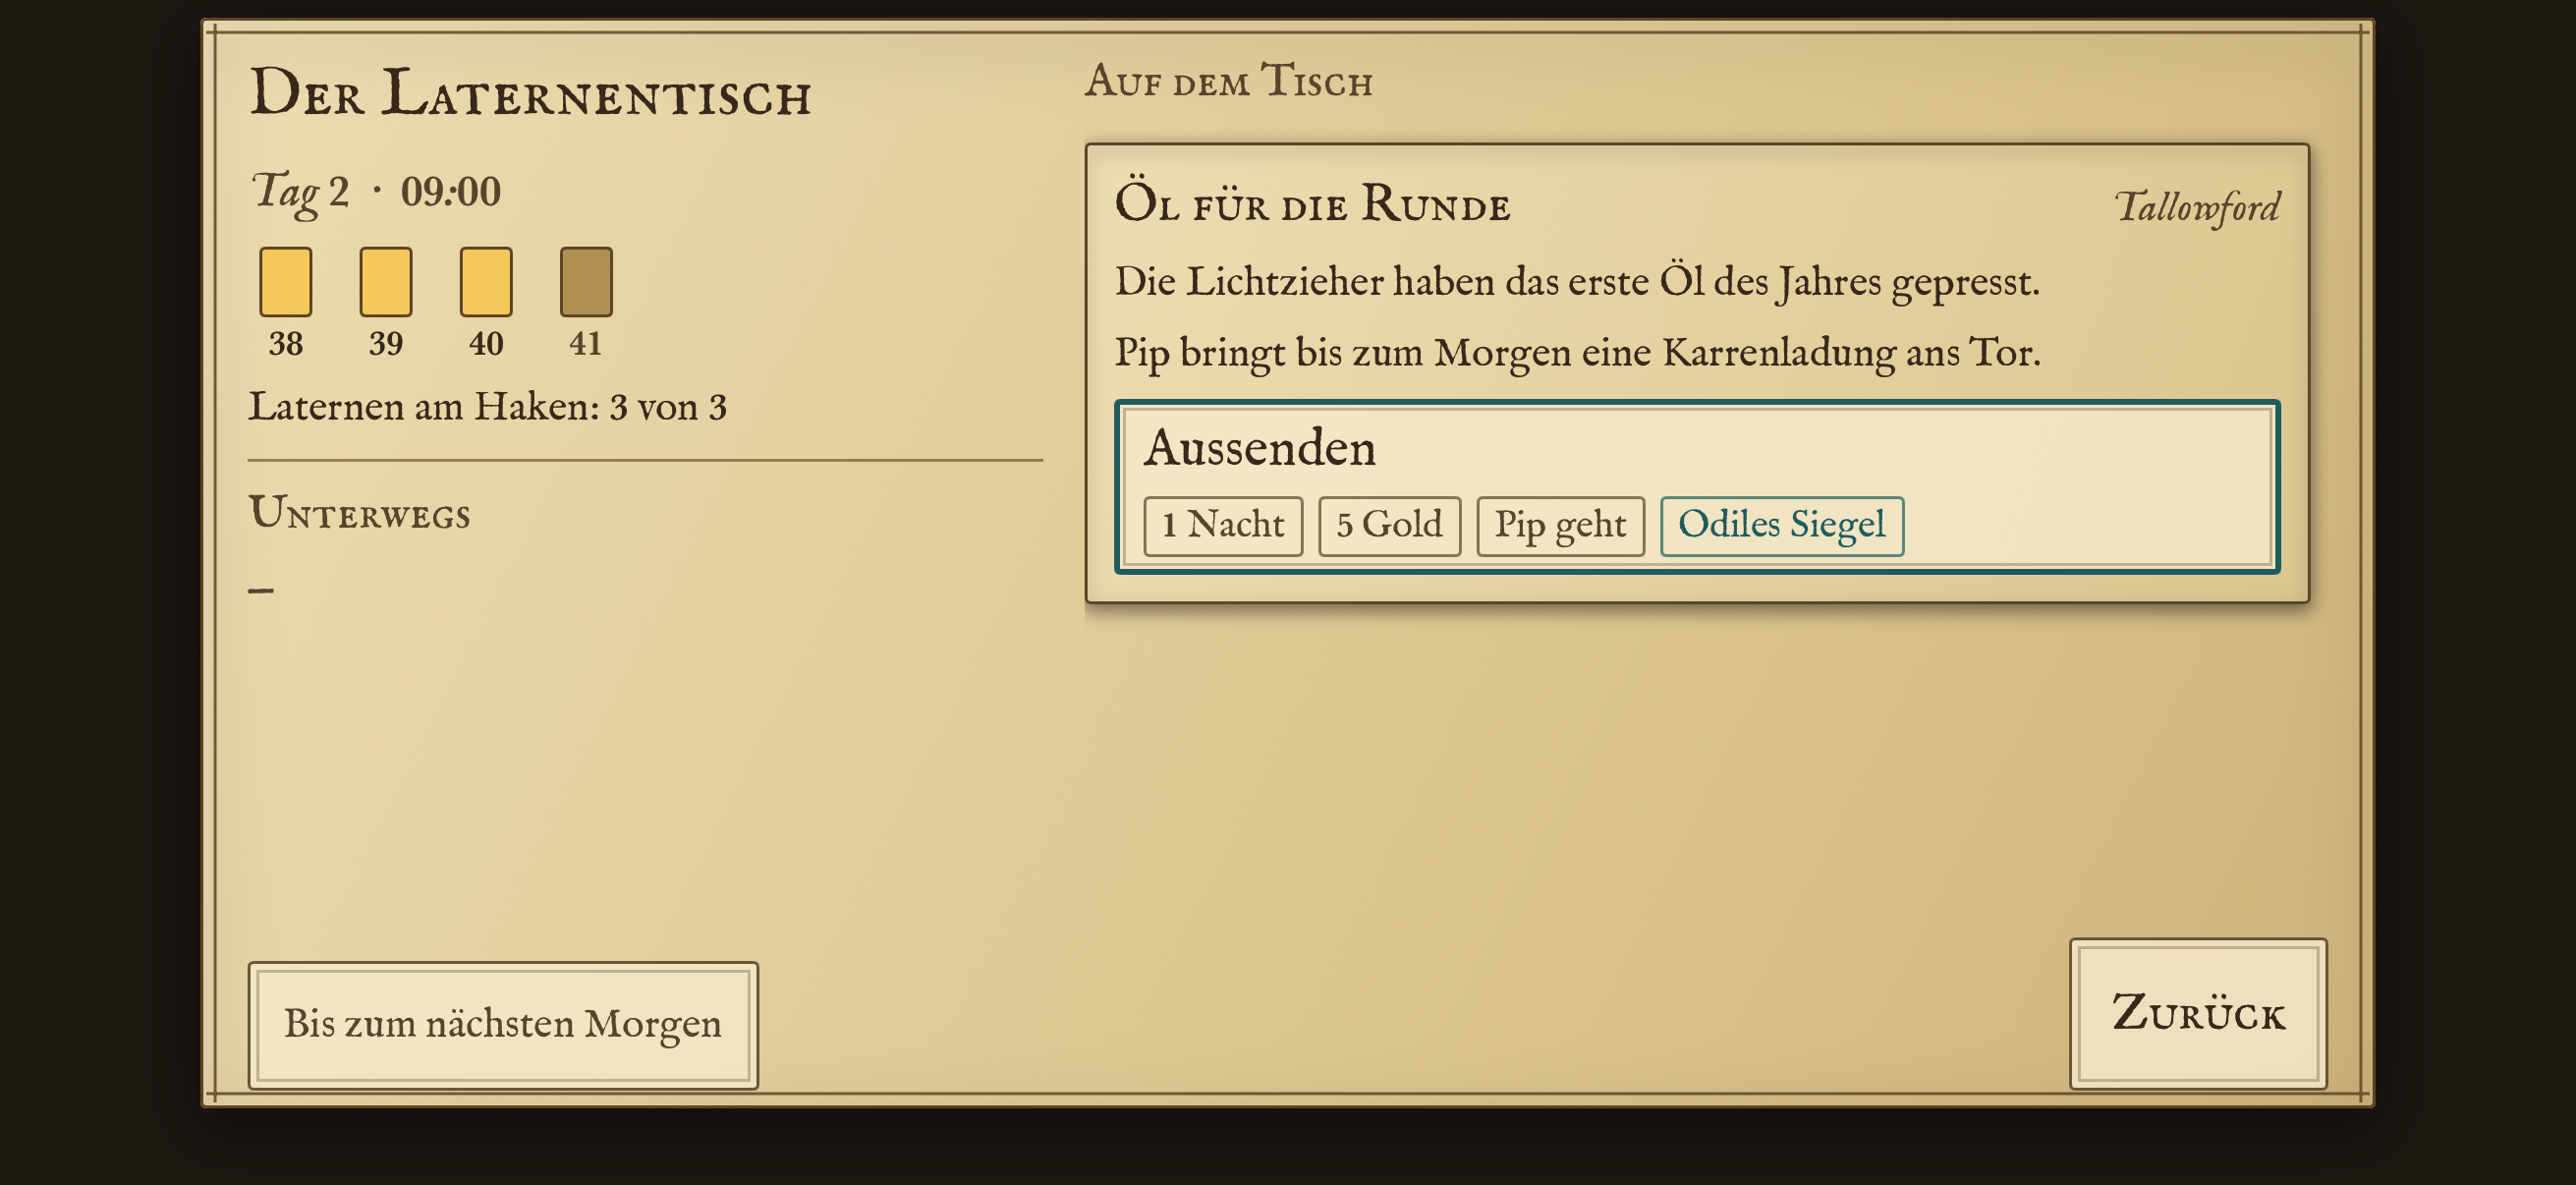 Der Laternentisch
Tag 2 · 09:00
38 39 40 41
Laternen am Haken: 3 von 3
Unterwegs
–
Bis zum nächsten Morgen
Auf dem Tisch
Öl für die Runde
Tallowford
Die Lichtzieher haben das erste Öl des Jahres gepresst.
Pip bringt bis zum Morgen eine Karrenladung ans Tor.
Aussenden
1 Nacht 5 Gold Pip geht Odiles Siegel
Zurück